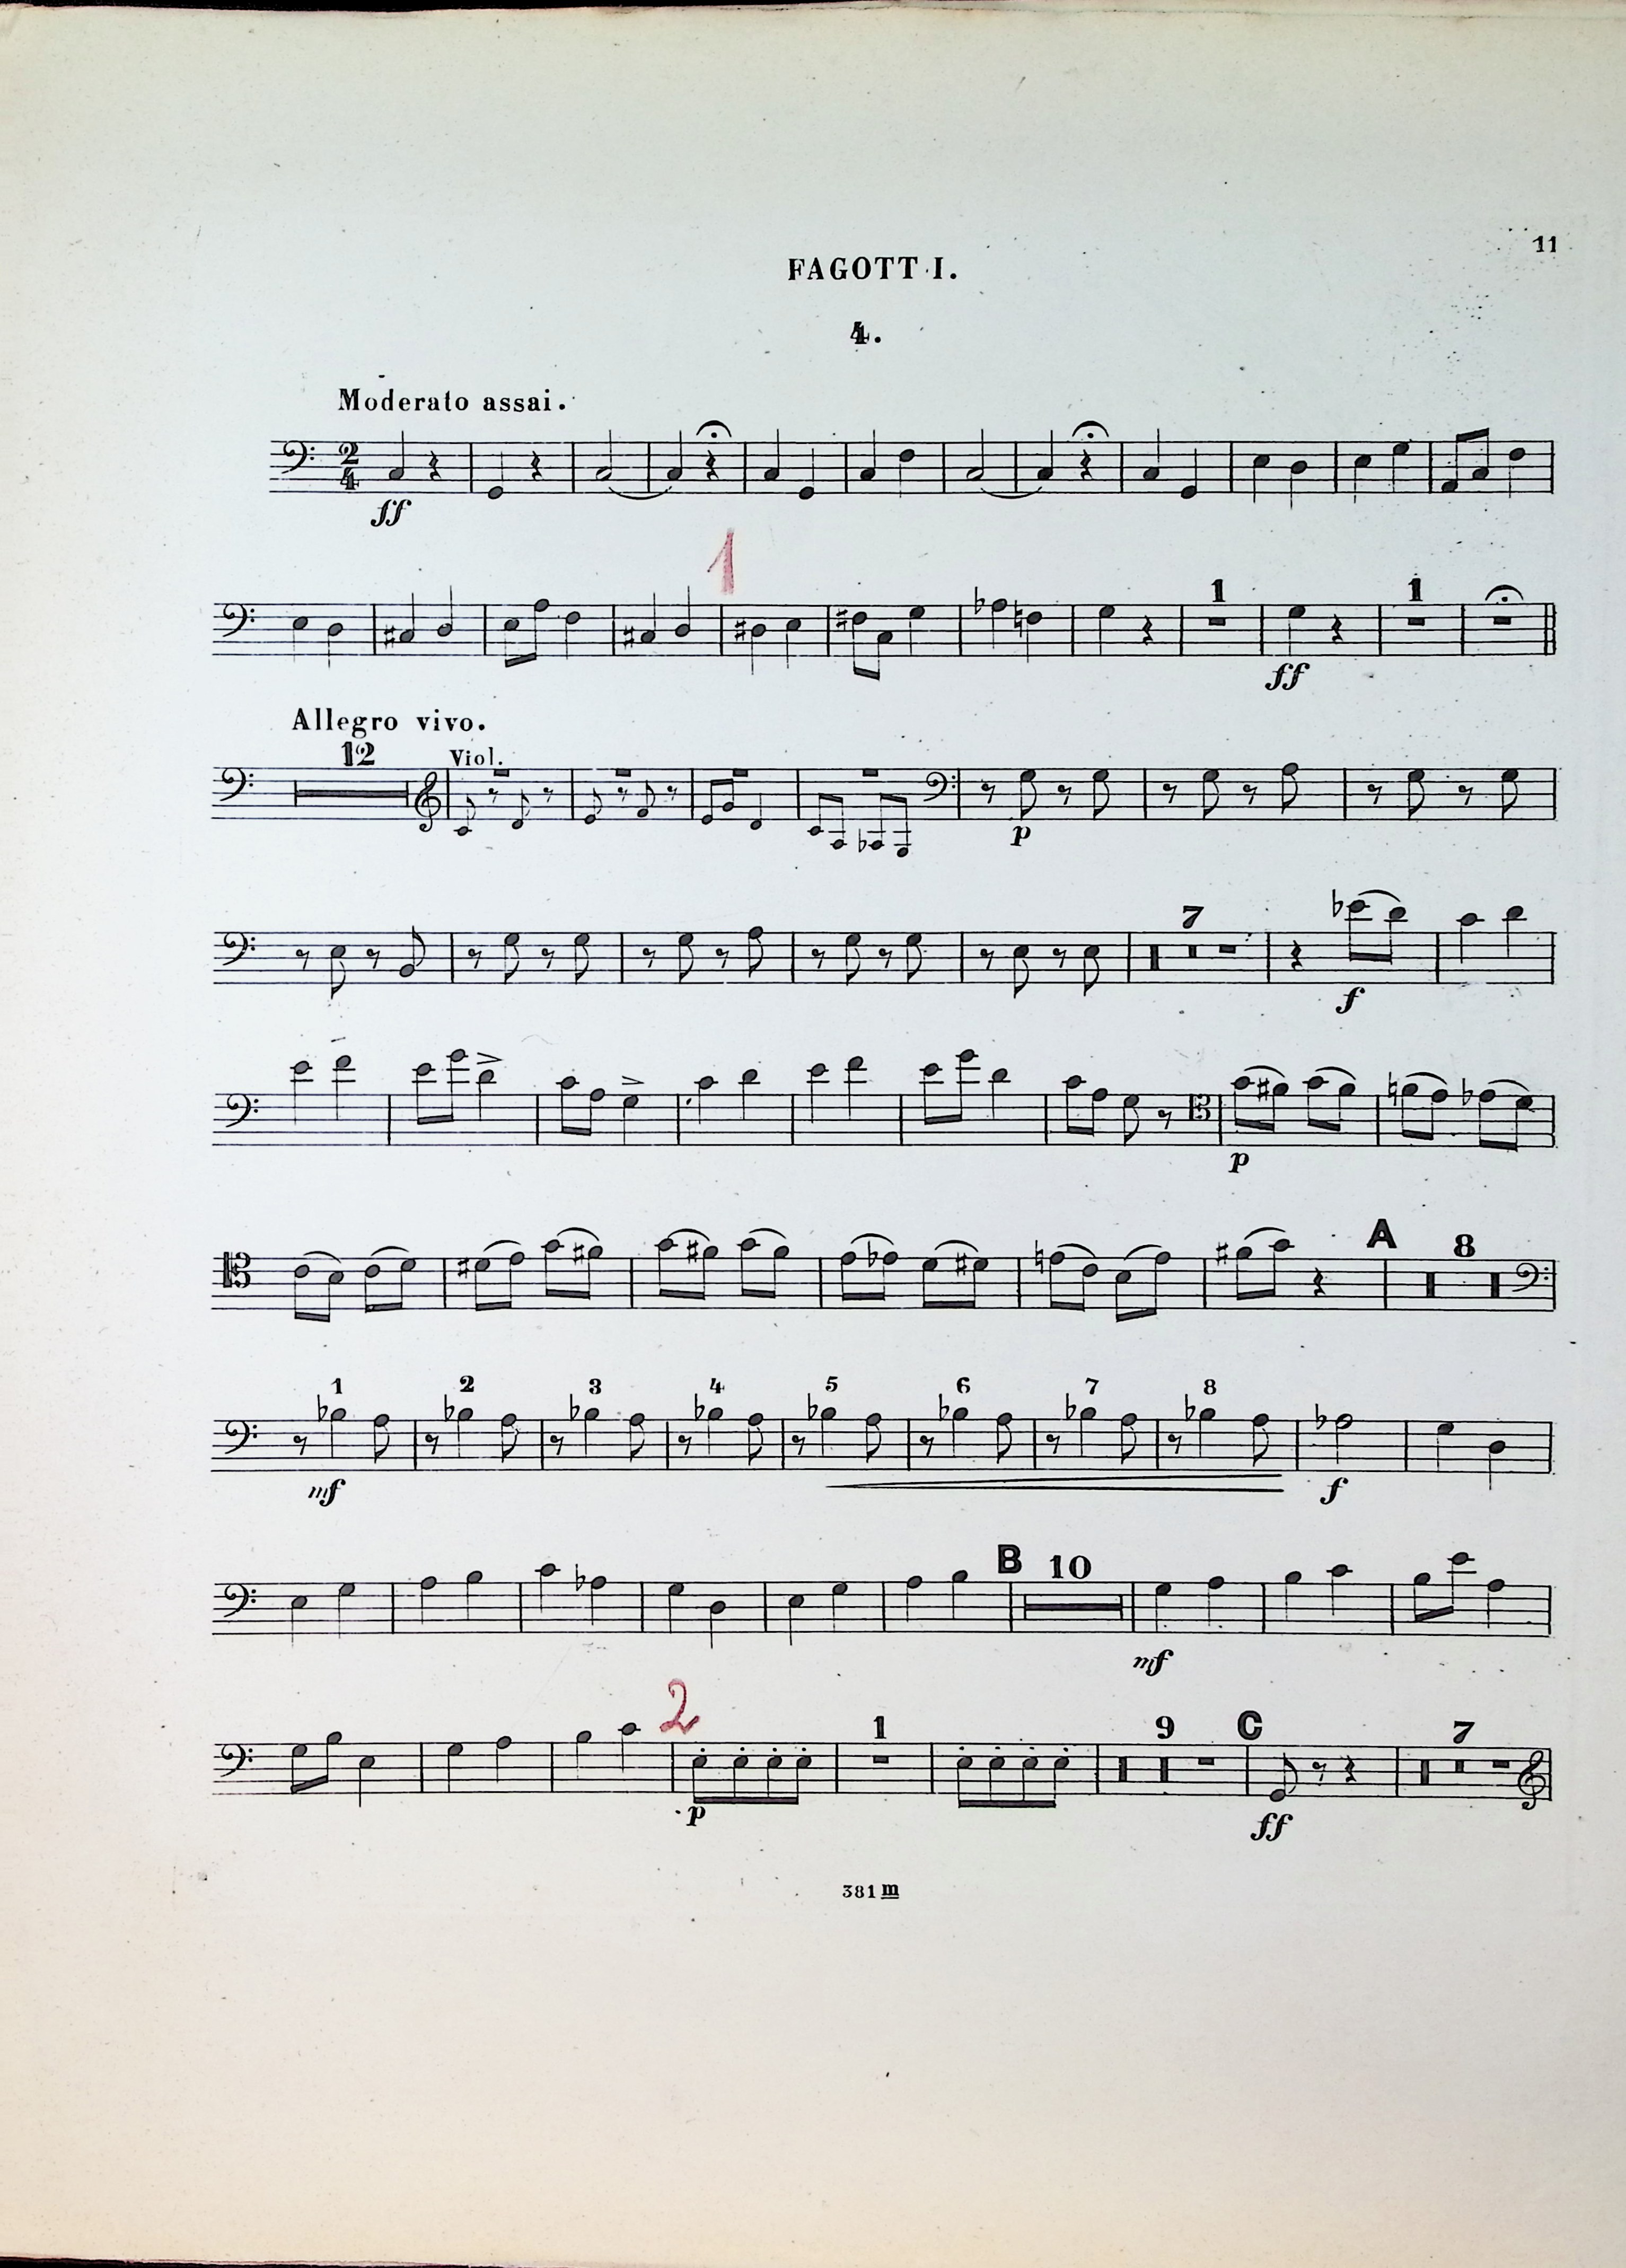 11
FAGOTT I.
4.
Moderato assai.
2
4
ff
1
1
1
ff
Allegro vivo.
12
Viol.
p
7
f
p
A
8
1 2 3 4 5 6 7 8
mf
f
B
10
mf
2
1
9
C
7
p
ff
381 m